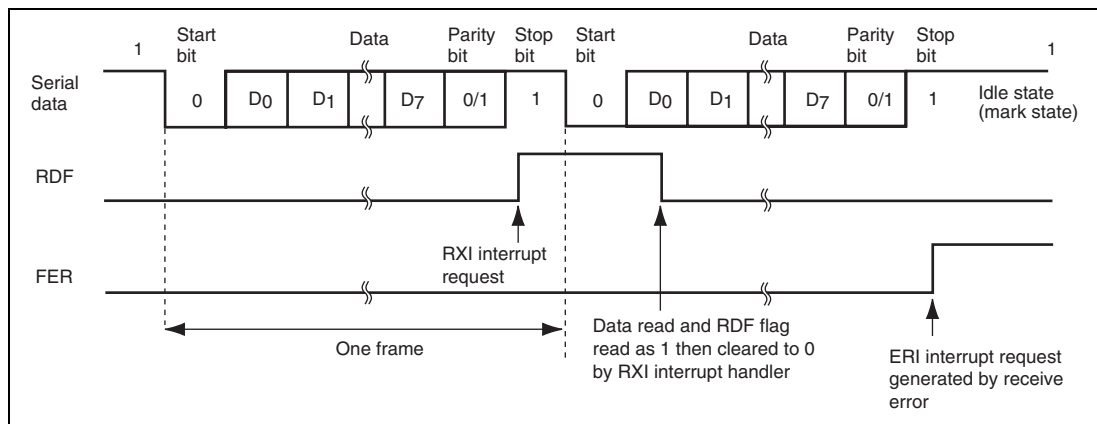 1 Start bit Data Parity bit Stop bit Start bit Data Parity bit Stop bit 1
Serial data 0 D0 D1 D7 0/1 1 0 D0 D1 D7 0/1 1 Idle state (mark state)
RDF
RXI interrupt request
FER
One frame
Data read and RDF flag
read as 1 then cleared to 0
by RXI interrupt handler
ERI interrupt request
generated by receive
error